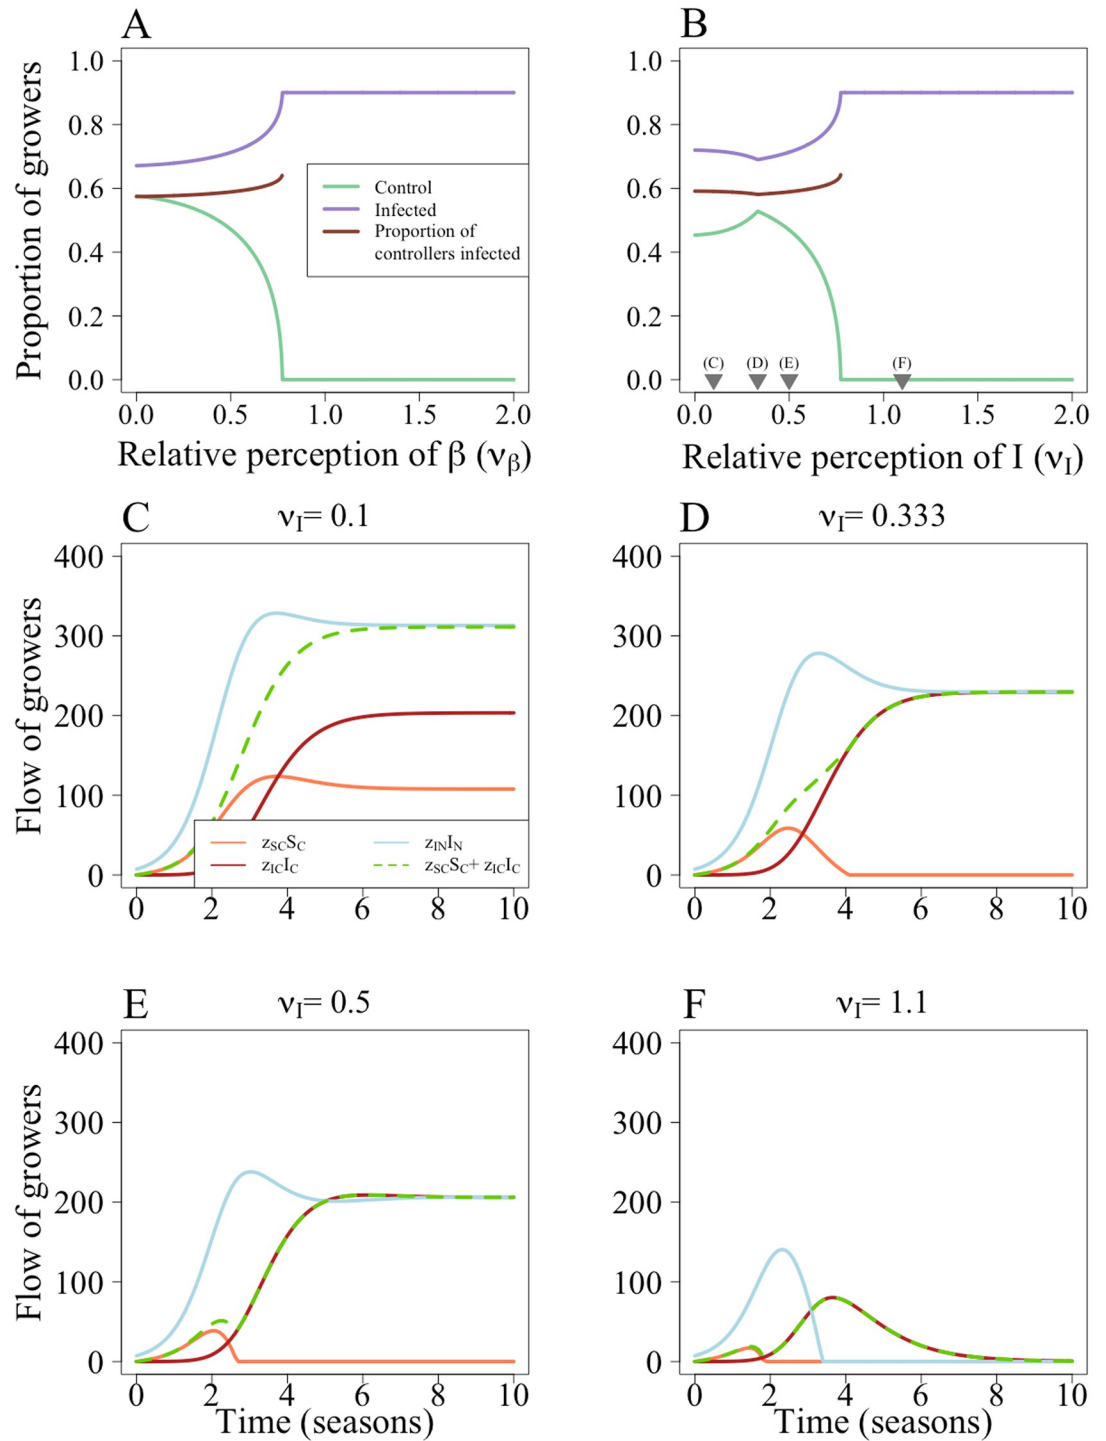 A
B
Proportion of growers
1.0
0.8
0.6
0.4
0.2
0.0
Control
Infected
Proportion of
controllers infected
0.0 0.5 1.0 1.5 2.0
Relative perception of β (νβ)
1.0
0.8
0.6
0.4
0.2
0.0
(C) (D) (E) (F)
0.0 0.5 1.0 1.5 2.0
Relative perception of I (νI)
C
νI= 0.1
Flow of growers
400
300
200
100
0
zSCSC
zININ
zICIC
zSCSC+ zICIC
0 2 4 6 8 10
D
νI= 0.333
400
300
200
100
0
0 2 4 6 8 10
E
νI= 0.5
Flow of growers
400
300
200
100
0
0 2 4 6 8 10
Time (seasons)
F
νI= 1.1
400
300
200
100
0
0 2 4 6 8 10
Time (seasons)